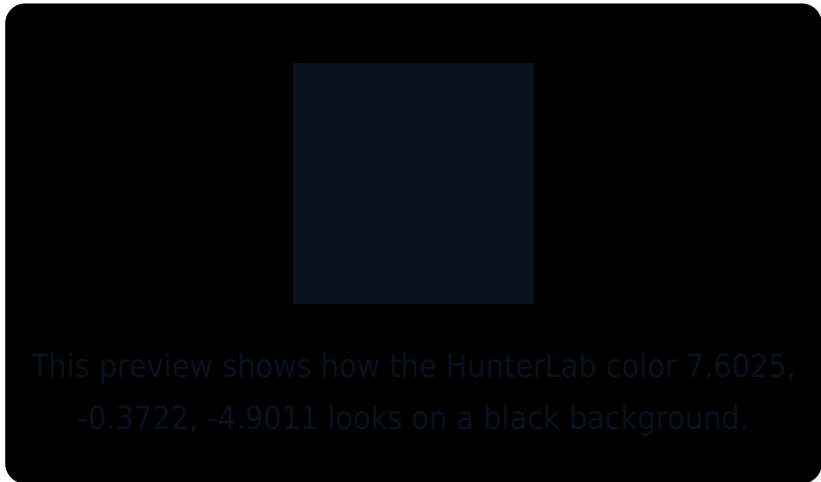 This preview shows how the HunterLab color 7.6025,
-0.3722, -4.9011 looks on a black background.